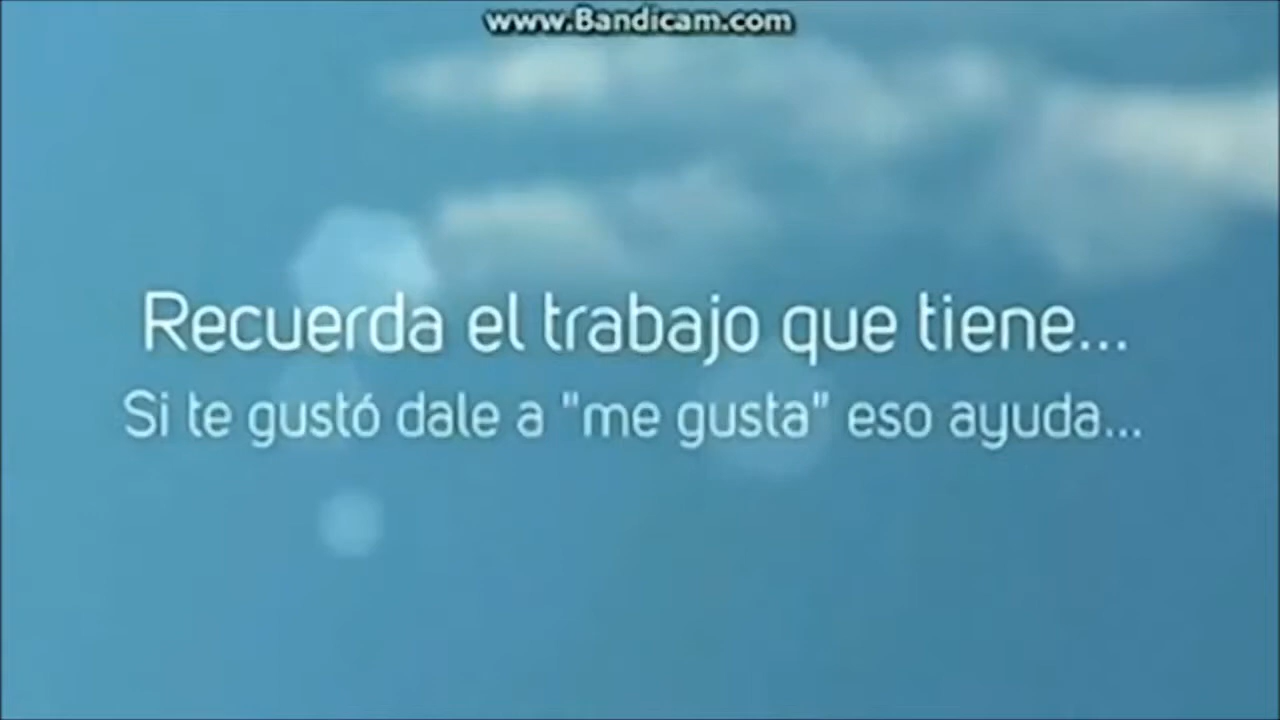 www.Bandicam.com
Recuerda el trabajo que tiene...
Si te gustó dale a "me gusta" eso ayuda...